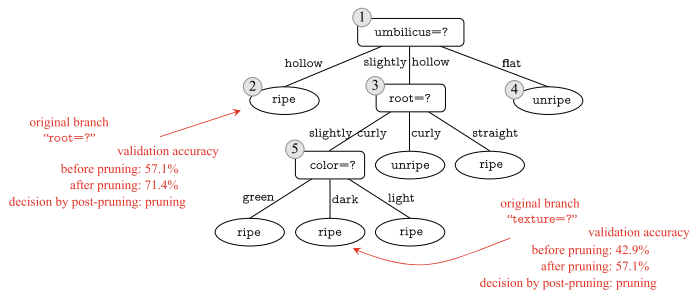 1
umbilicus=?
hollow
slightly hollow
flat
2
ripe
3
root=?
4
unripe
original branch
“root=?”
validation accuracy
before pruning: 57.1%
after pruning: 71.4%
decision by post-pruning: pruning
slightly curly
curly
straight
5
color=?
unripe
ripe
green
dark
light
ripe
ripe
ripe
original branch
“texture=?”
validation accuracy
before pruning: 42.9%
after pruning: 57.1%
decision by post-pruning: pruning